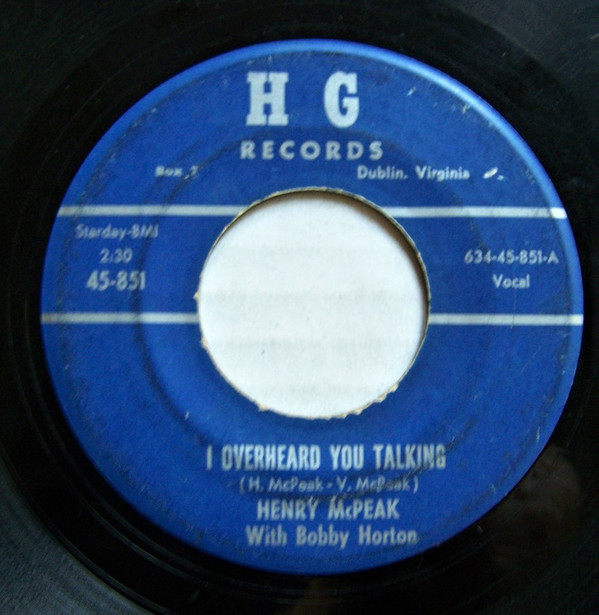 H G
RECORDS
Box 2 Dublin, Virginia
Starday-BMI
2:30
45-851
634-45-851-A
Vocal
I OVERHEARD YOU TALKING
( H. McPeak - V. McPeak )
HENRY McPEAK
With Bobby Horton